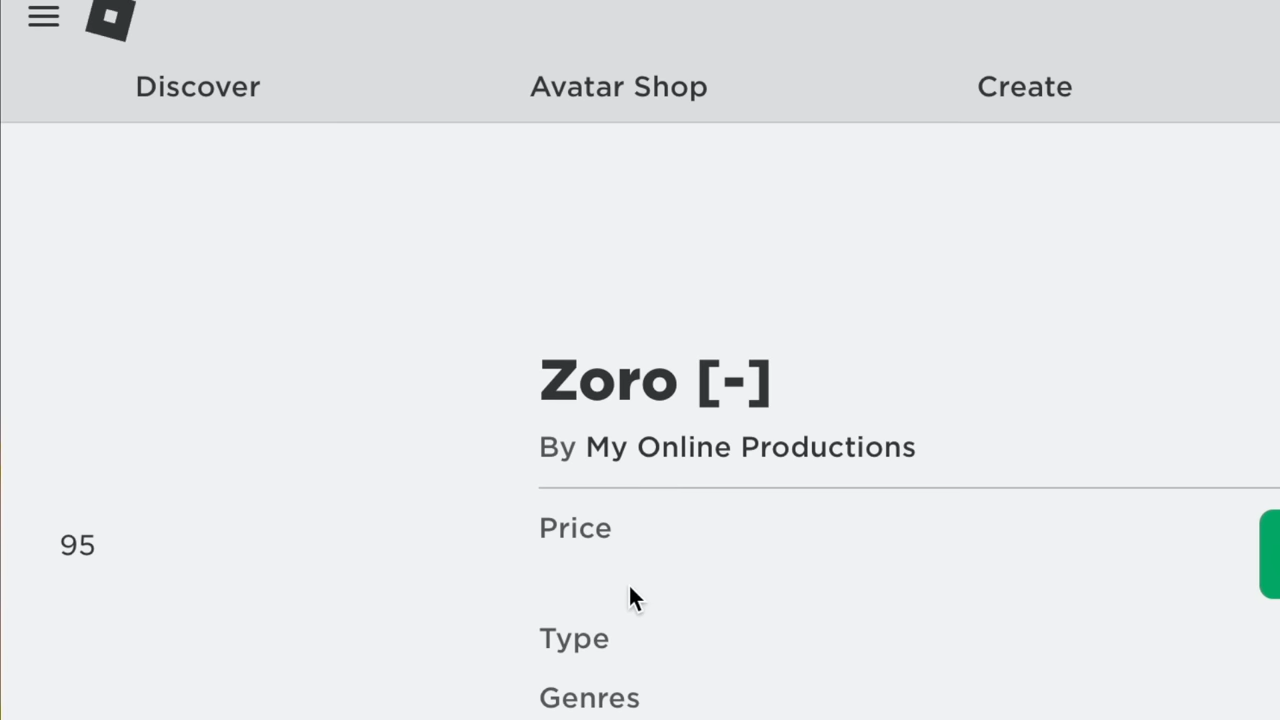 Discover Avatar Shop Create
Zoro [-]
By My Online Productions
Price
95
Type
Genres